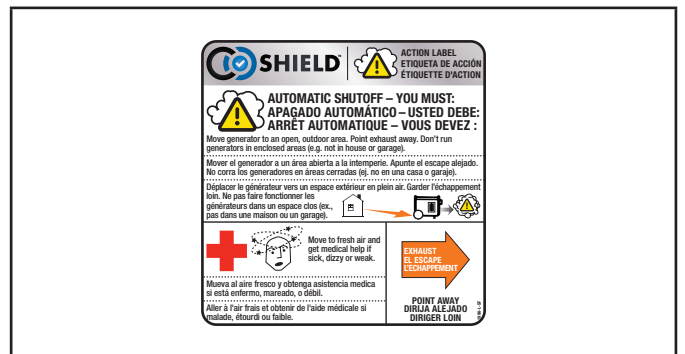 CO SHIELD™
ACTION LABEL
ETIQUETA DE ACCIÓN
ÉTIQUETTE D'ACTION
AUTOMATIC SHUTOFF – YOU MUST:
APAGADO AUTOMÁTICO – USTED DEBE:
ARRÊT AUTOMATIQUE – VOUS DEVEZ :
Move generator to an open, outdoor area. Point exhaust away. Don't run
generators in enclosed areas (e.g. not in house or garage).
Mover el generador a un área abierta a la intemperie. Apunte el escape alejado.
No corra los generadores en áreas cerradas (ej. no en una casa o garaje).
Déplacer le générateur vers un espace extérieur en plein air. Garder l'échappement
loin. Ne pas faire fonctionner les
générateurs dans un espace clos (ex.,
pas dans une maison ou un garage).
Move to fresh air and
get medical help if
sick, dizzy or weak.
Mueva al aire fresco y obtenga asistencia medica
si está enfermo, mareado, o débil.
Aller à l'air frais et obtenir de l'aide médicale si
malade, étourdi ou faible.
EXHAUST
EL ESCAPE
L'ECHAPPEMENT
POINT AWAY
DIRIJA ALEJADO
DIRIGER LOIN